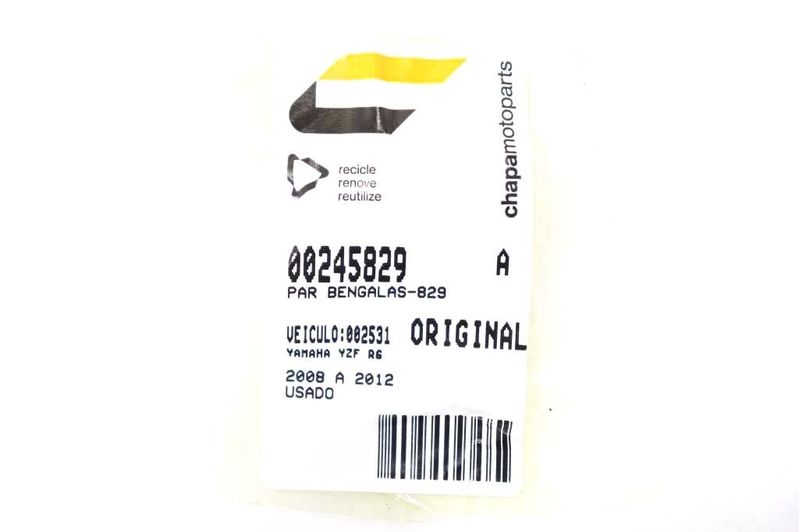 chapamotoparts
recicle
renove
reutilize
00245829 A
PAR BENGALAS-829
VEICULO:002531 ORIGINAL
YAMAHA YZF R6
2008 A 2012
USADO